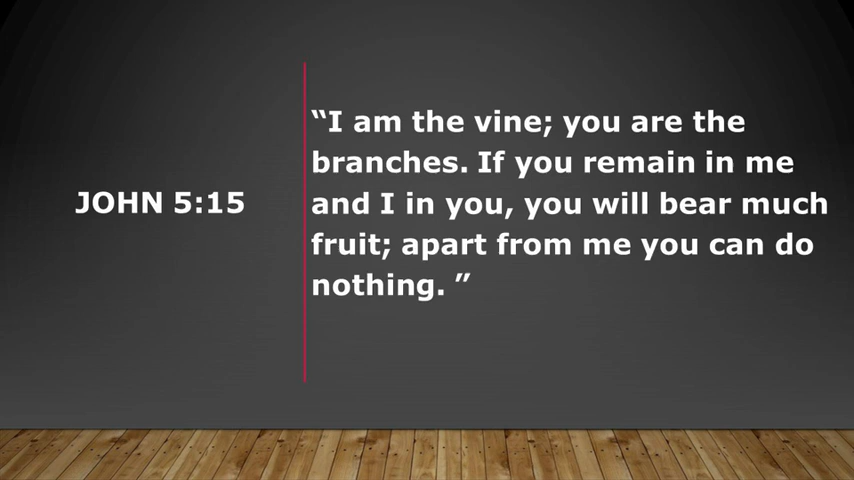 JOHN 5:15
“I am the vine; you are the
branches. If you remain in me
and I in you, you will bear much
fruit; apart from me you can do
nothing. ”